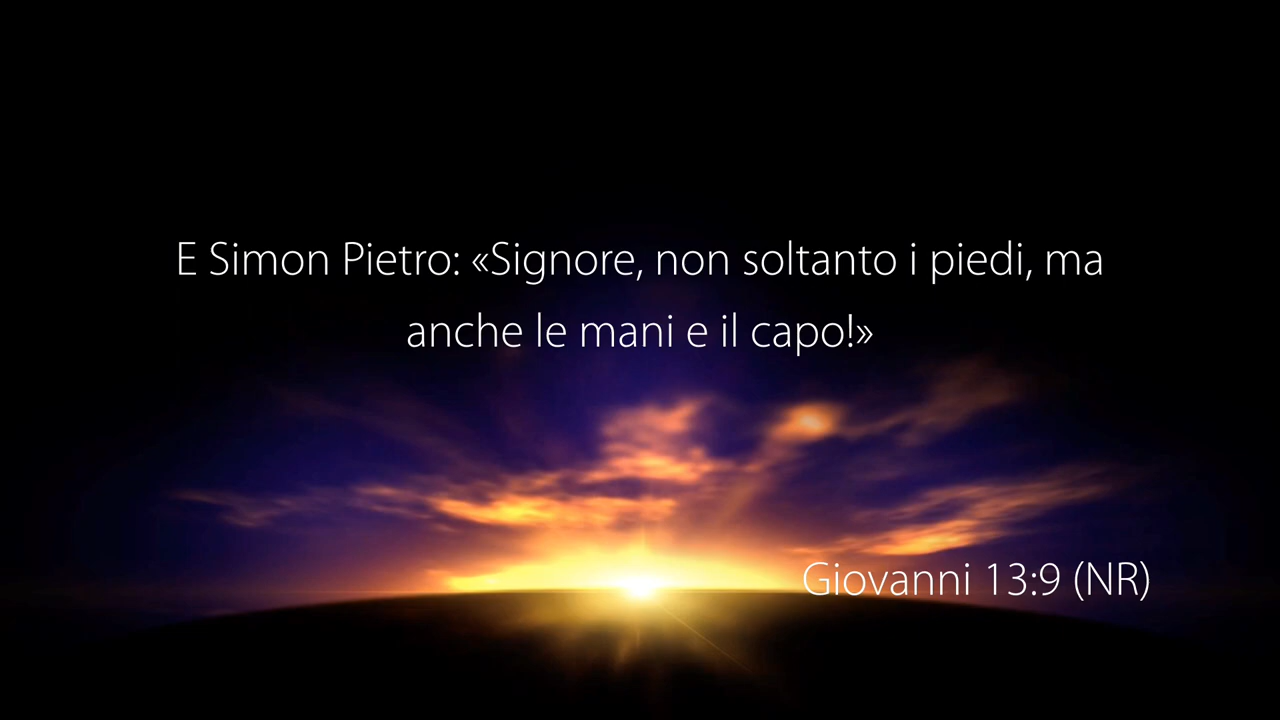 E Simon Pietro: «Signore, non soltanto i piedi, ma
anche le mani e il capo!»
Giovanni 13:9 (NR)